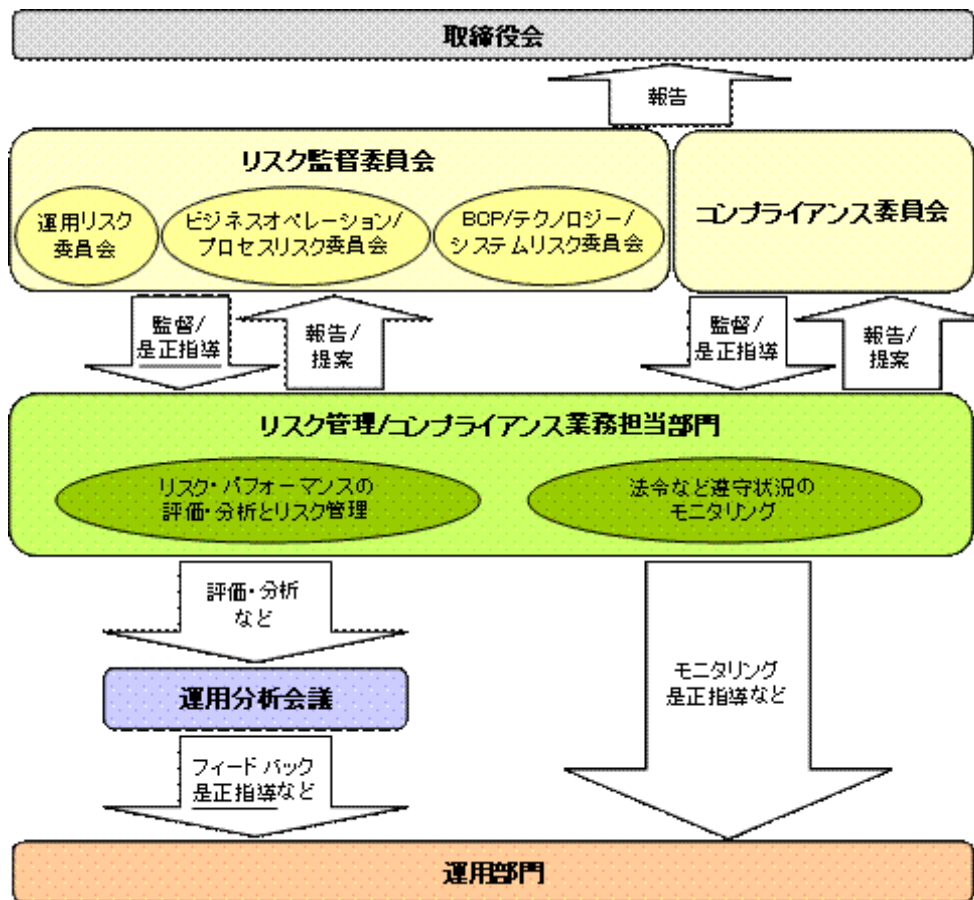 取締役会
報告
リスク監督委員会
運用リスク
委員会
ビジネスオペレーション/
プロセスリスク委員会
BCP/テクノロジー/
システムリスク委員会
コンプライアンス委員会
監督/
是正指導
報告/
提案
監督/
是正指導
報告/
提案
リスク管理/コンプライアンス業務担当部門
リスク・パフォーマンスの
評価・分析とリスク管理
法令など遵守状況の
モニタリング
評価・分析
など
運用分析会議
モニタリング
是正指導など
フィードバック
是正指導など
運用部門